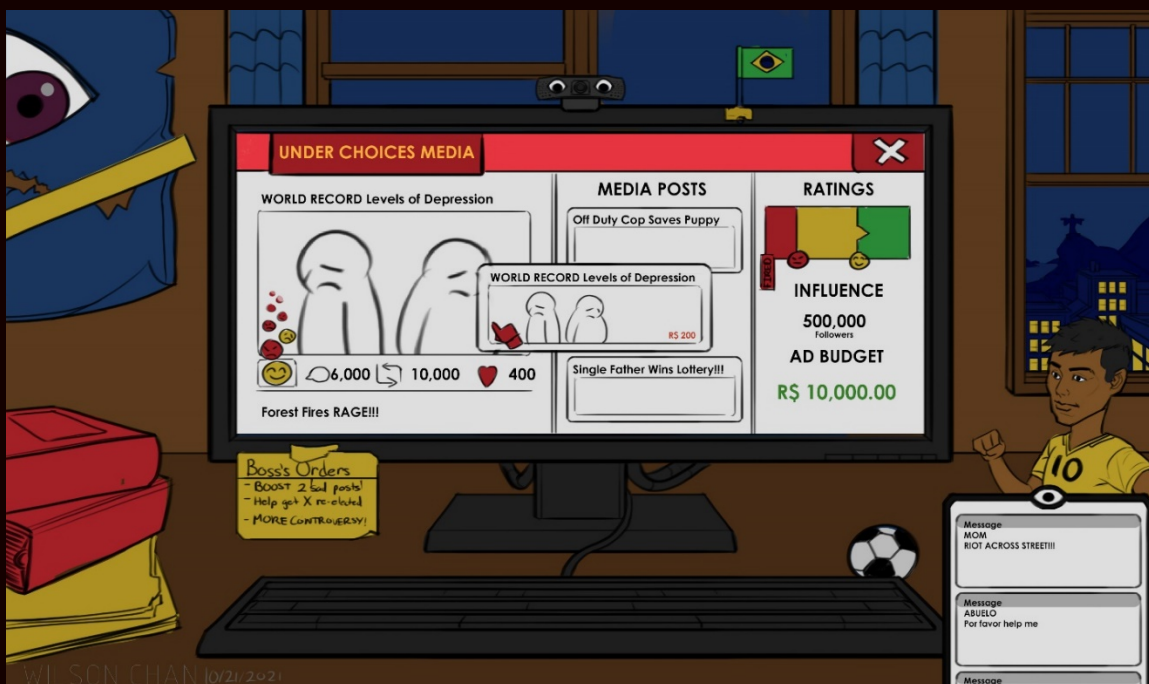 UNDER CHOICES MEDIA
X
WORLD RECORD Levels of Depression
6,000 10,000 400
Forest Fires RAGE!!!
MEDIA POSTS
Off Duty Cop Saves Puppy
WORLD RECORD Levels of Depression
R$ 200
Single Father Wins Lottery!!!
RATINGS
INFLUENCE
500,000
Followers
AD BUDGET
R$ 10,000.00
Boss's Orders
- BOOST 2 sad posts!
- Help get X re-elected
- MORE CONTROVERSY!
10
Message
MOM
RIOT ACROSS STREET!!!
Message
ABUELO
Por favor help me
Message
WILSON CHAN 10/21/2021